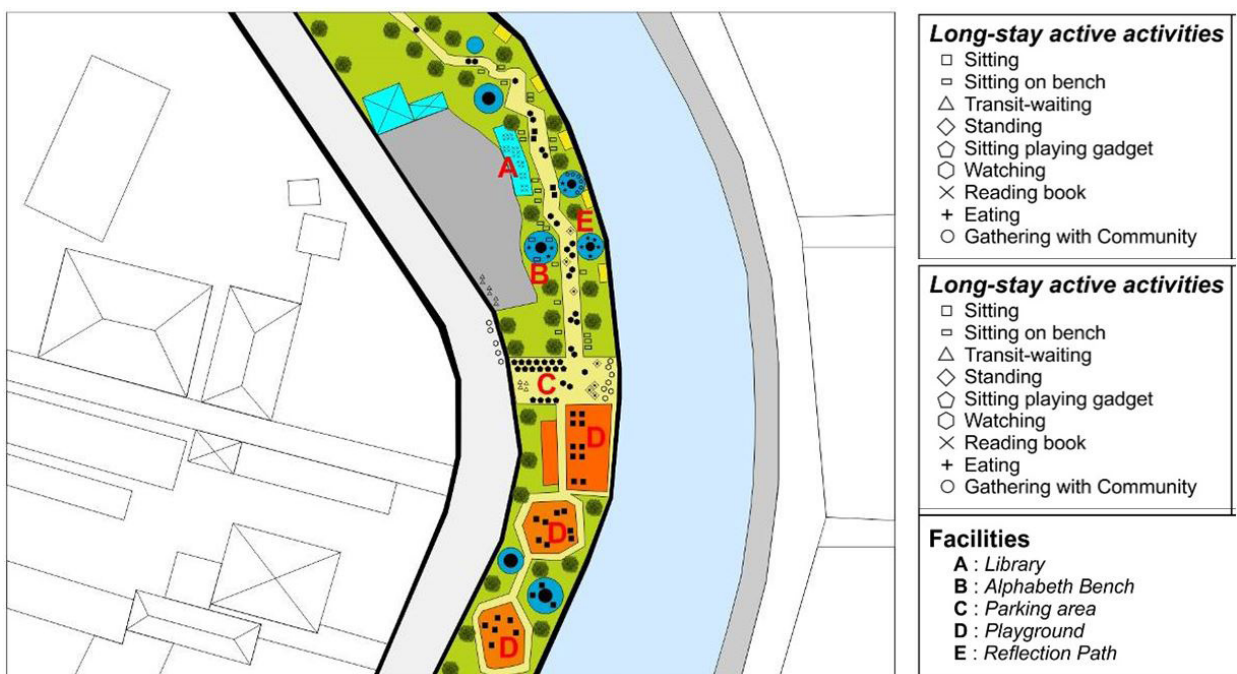 A
E
B
C
D
D
D
Long-stay active activities
Sitting
Sitting on bench
Transit-waiting
Standing
Sitting playing gadget
Watching
Reading book
Eating
Gathering with Community
Long-stay active activities
Sitting
Sitting on bench
Transit-waiting
Standing
Sitting playing gadget
Watching
Reading book
Eating
Gathering with Community
Facilities
A : Library
B : Alphabeth Bench
C : Parking area
D : Playground
E : Reflection Path